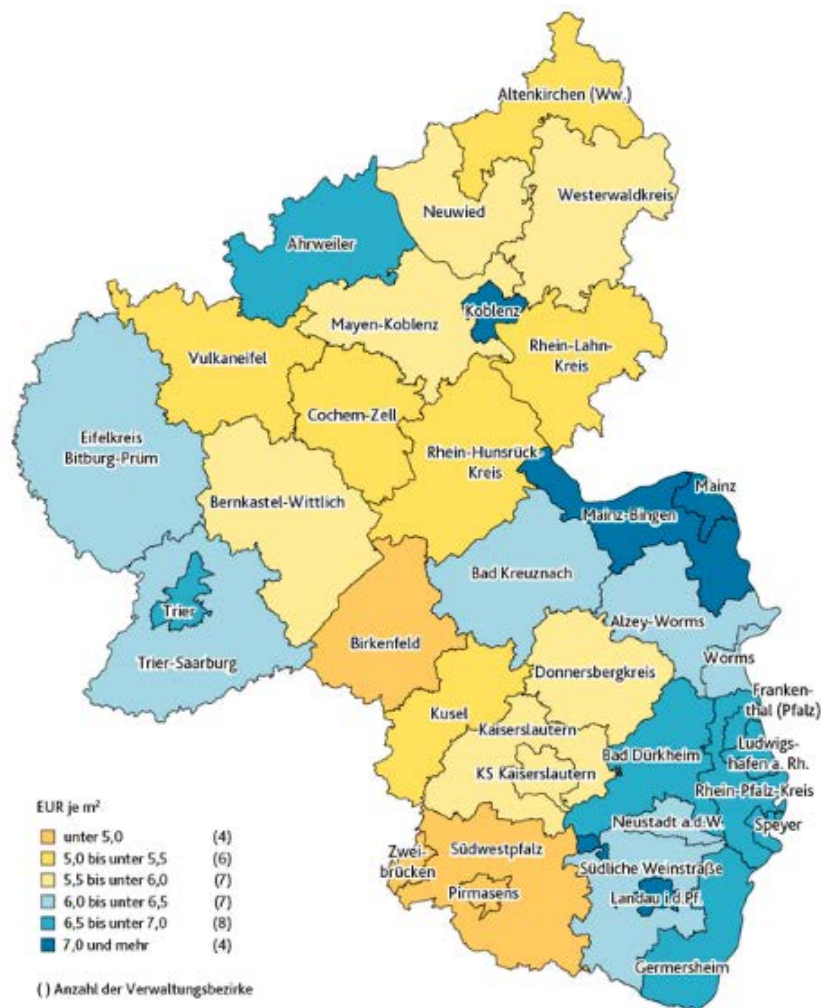 Altenkirchen (Ww.)
Westerwaldkreis
Neuwied
Ahrweiler
Koblenz
Mayen-Koblenz
Rhein-Lahn-
Kreis
Vulkaneifel
Cochem-Zell
Eifelkreis
Bitburg-Prüm
Rhein-Hunsrück
Kreis
Mainz
Bernkastel-Wittlich
Mainz-Bingen
Bad Kreuznach
Trier
Alzey-Worms
Birkenfeld
Trier-Saarburg
Worms
Donnersbergkreis
Franken-
thal (Pfalz)
Kusel
Kaiserslautern
Ludwigs-
hafen a. Rh.
Bad Dürkheim
KS Kaiserslautern
Rhein-Pfalz-Kreis
Neustadt a.d.W.
Speyer
Zwei-
brücken
Südwestpfalz
Südliche Weinstraße
Pirmasens
Landau i.d.Pf.
Germersheim
EUR je m²
unter 5,0 (4)
5,0 bis unter 5,5 (6)
5,5 bis unter 6,0 (7)
6,0 bis unter 6,5 (7)
6,5 bis unter 7,0 (8)
7,0 und mehr (4)
( ) Anzahl der Verwaltungsbezirke